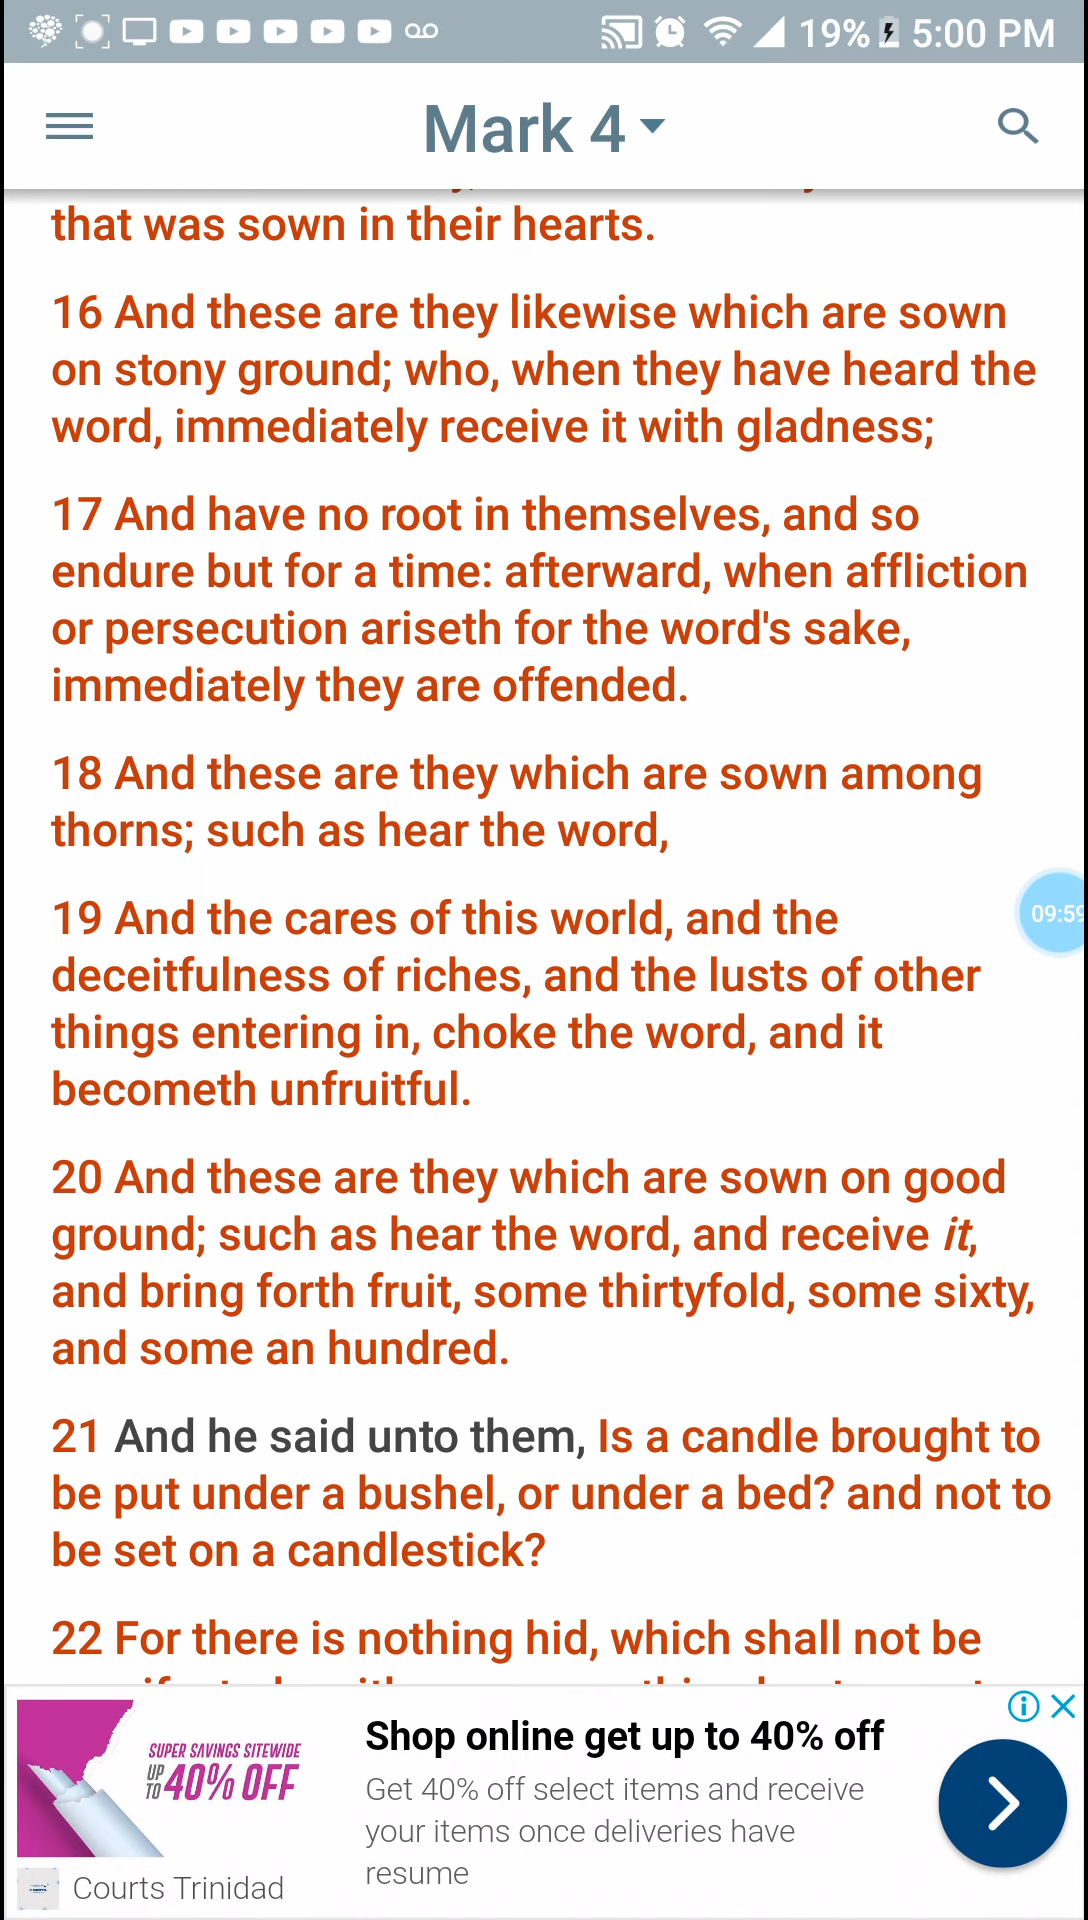 19% 5:00 PM
Mark 4
that was sown in their hearts.
16 And these are they likewise which are sown
on stony ground; who, when they have heard the
word, immediately receive it with gladness;
17 And have no root in themselves, and so
endure but for a time: afterward, when affliction
or persecution ariseth for the word's sake,
immediately they are offended.
18 And these are they which are sown among
thorns; such as hear the word,
19 And the cares of this world, and the
deceitfulness of riches, and the lusts of other
things entering in, choke the word, and it
becometh unfruitful.
09:59
20 And these are they which are sown on good
ground; such as hear the word, and receive it,
and bring forth fruit, some thirtyfold, some sixty,
and some an hundred.
21 And he said unto them, Is a candle brought to
be put under a bushel, or under a bed? and not to
be set on a candlestick?
22 For there is nothing hid, which shall not be
SUPER SAVINGS SITEWIDE
UP TO 40% OFF
Courts Trinidad
Shop online get up to 40% off
Get 40% off select items and receive
your items once deliveries have
resume